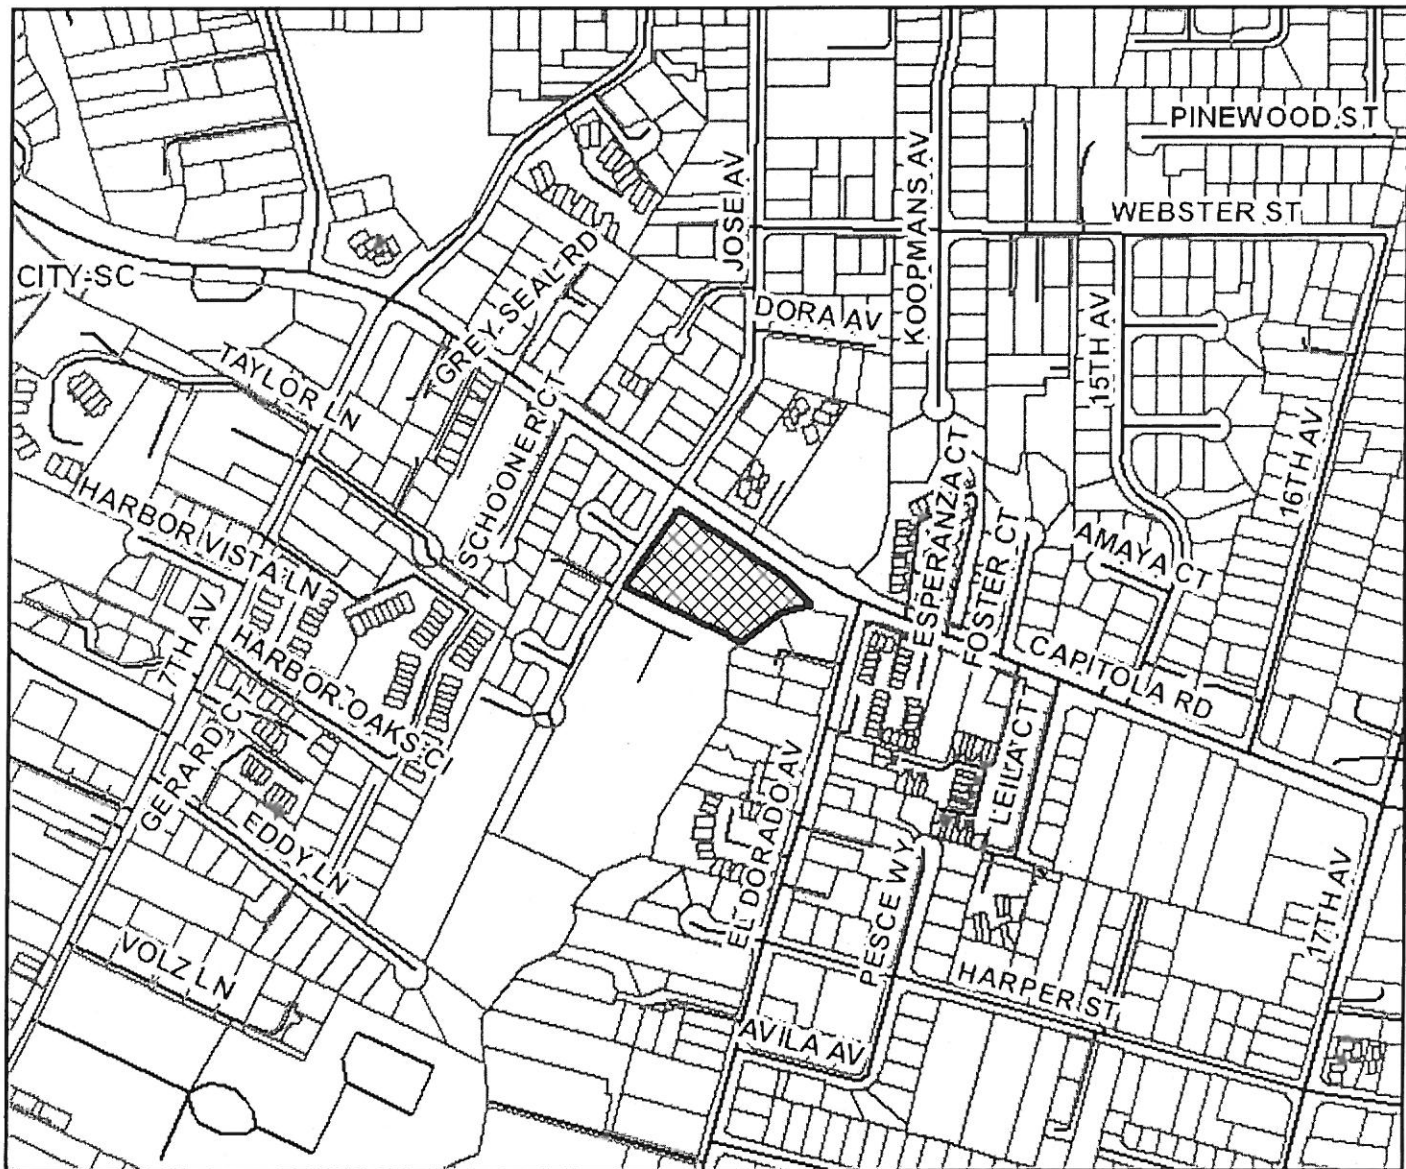 PINEWOOD ST
WEBSTER ST
JOSE AV
KOOPMANS AV
GREY SEAL RD
CITY-SC
DORA AV
15TH AV
TAYLOR LN
SCHOONER CT
16TH AV
ESPERANZA CT
FOSTER CT
AMAYA CT
HARBOR VISTA LN
7TH AV
HARBOR OAKS CI
CAPITOLA RD
GERARD CT
LEILA CT
EL DORADO AV
EDDY LN
PESCE WY
17TH AV
VOLZ LN
HARPER ST
AVILA AV